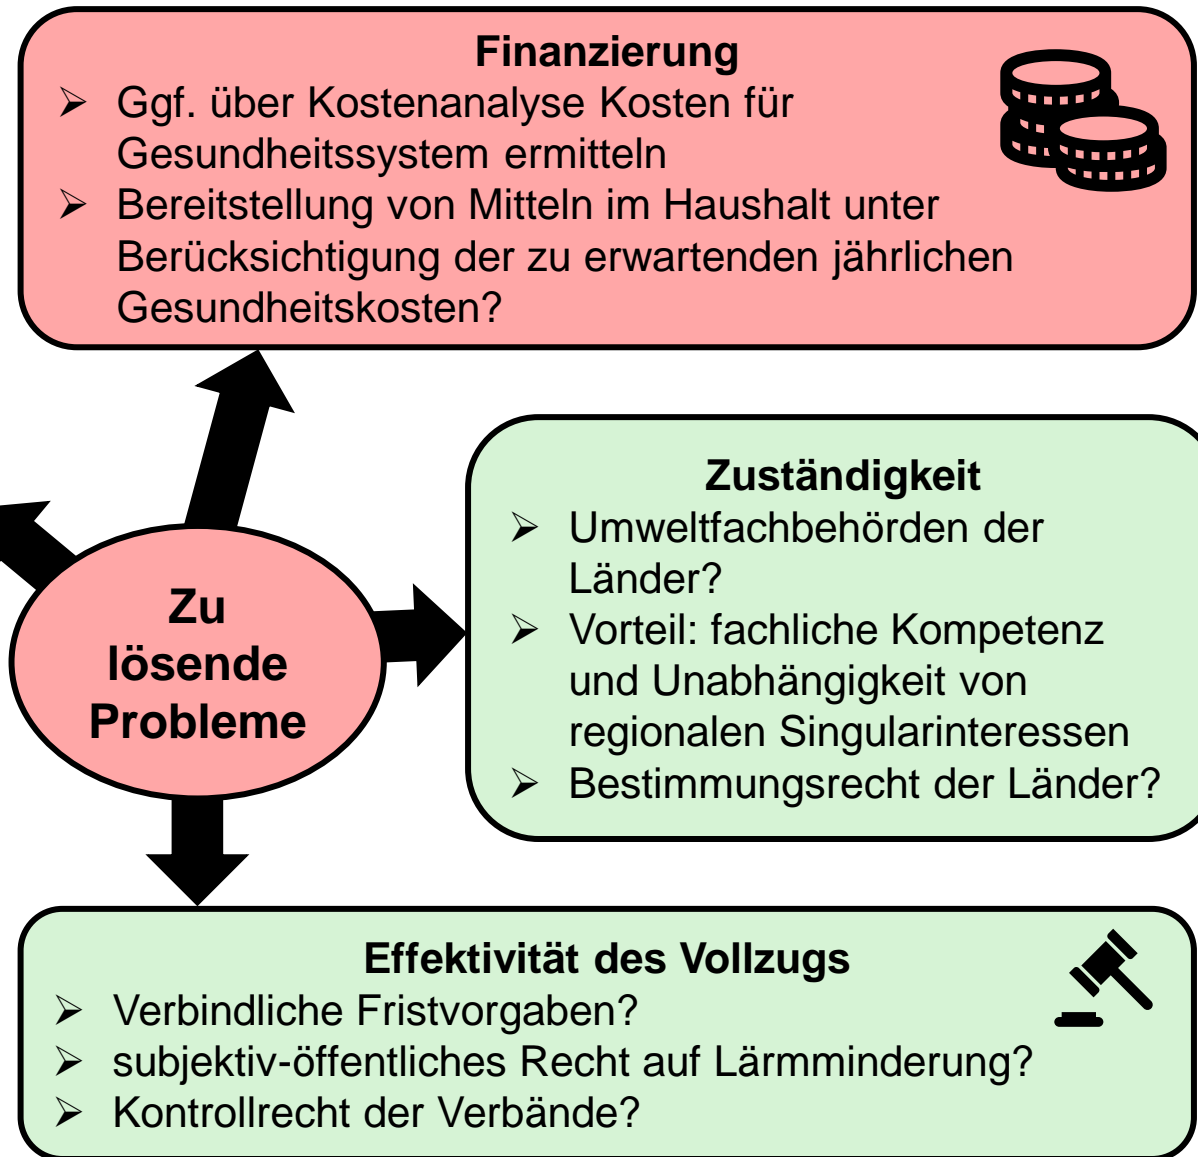 Finanzierung
➢ Ggf. über Kostenanalyse Kosten für
Gesundheitssystem ermitteln
➢ Bereitstellung von Mitteln im Haushalt unter
Berücksichtigung der zu erwartenden jährlichen
Gesundheitskosten?
Zu
lösende
Probleme
Zuständigkeit
➢ Umweltfachbehörden der
Länder?
➢ Vorteil: fachliche Kompetenz
und Unabhängigkeit von
regionalen Singularinteressen
➢ Bestimmungsrecht der Länder?
Effektivität des Vollzugs
➢ Verbindliche Fristvorgaben?
➢ subjektiv-öffentliches Recht auf Lärmminderung?
➢ Kontrollrecht der Verbände?